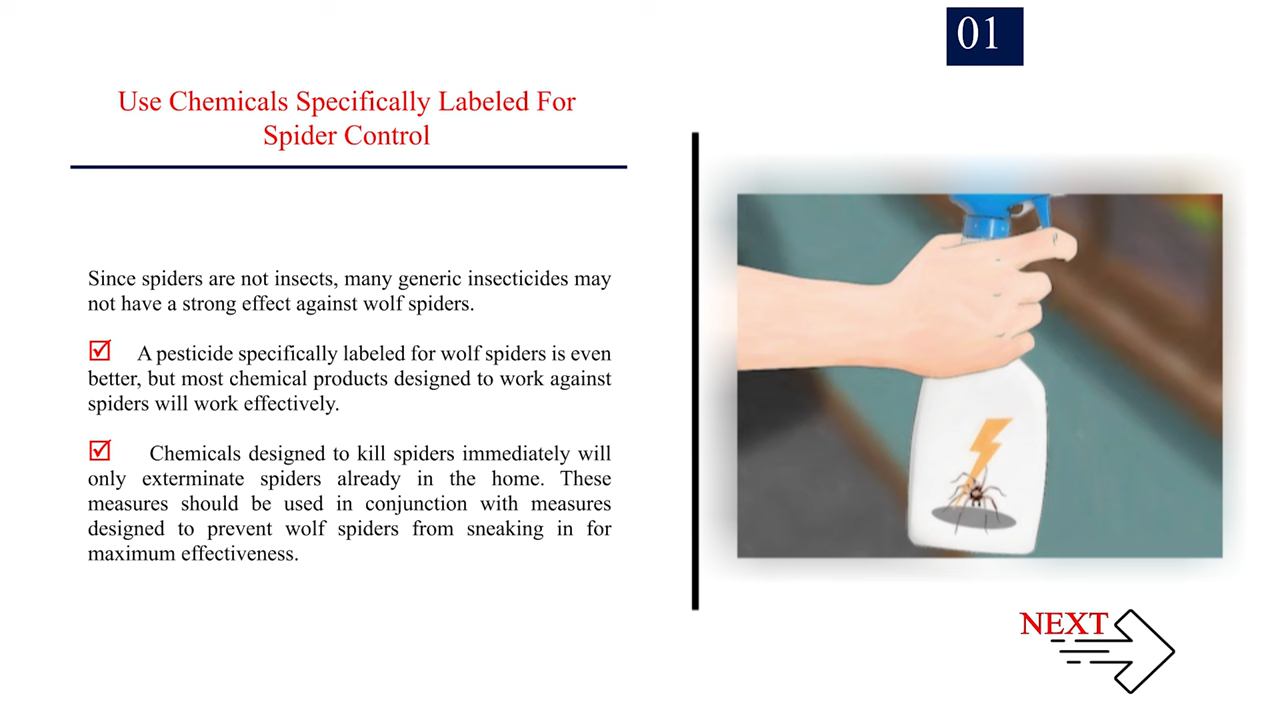 01
Use Chemicals Specifically Labeled For
Spider Control
Since spiders are not insects, many generic insecticides may
not have a strong effect against wolf spiders.
A pesticide specifically labeled for wolf spiders is even
better, but most chemical products designed to work against
spiders will work effectively.
Chemicals designed to kill spiders immediately will
only exterminate spiders already in the home. These
measures should be used in conjunction with measures
designed to prevent wolf spiders from sneaking in for
maximum effectiveness.
NEXT